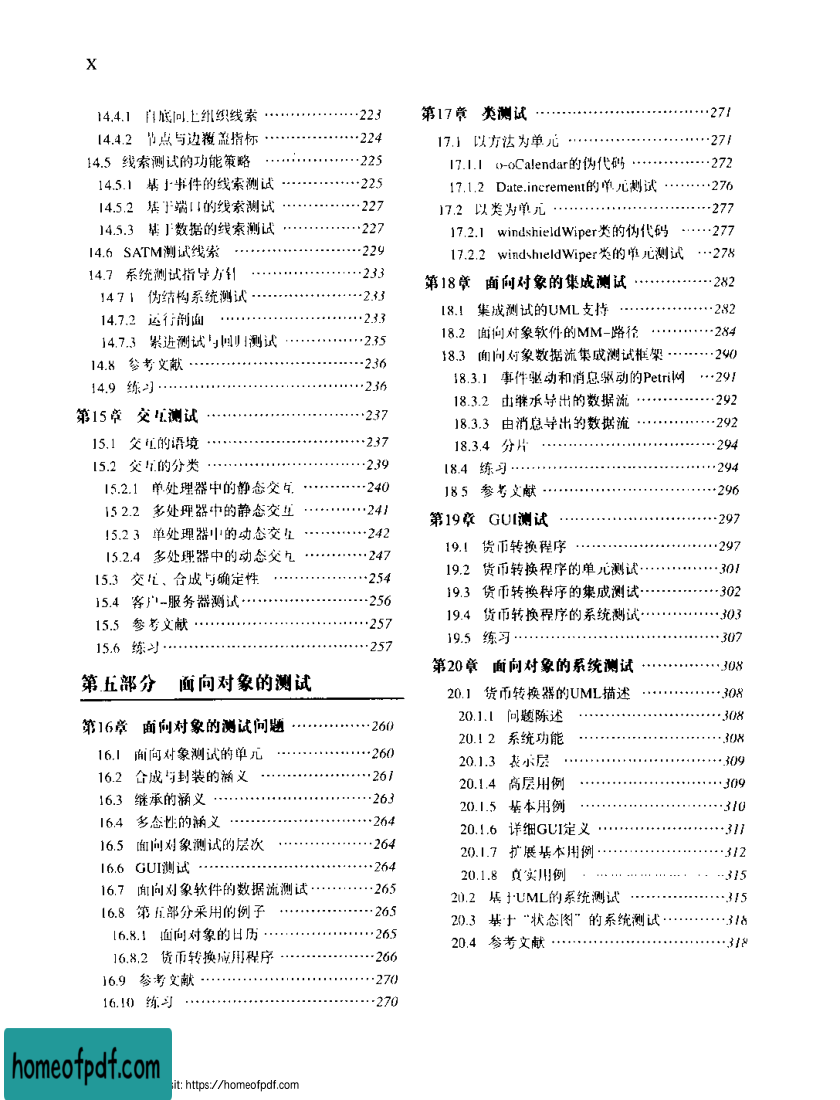 X
14.4.1 自底向上组织线索 ………………223
14.4.2 节点与边覆盖指标 ………………224
14.5 线索测试的功能策略 ………………225
14.5.1 基于事件的线索测试 ……………225
14.5.2 基于端口的线索测试 ……………227
14.5.3 基于数据的线索测试 ……………227
14.6 SATM测试线索 ……………………229
14.7 系统测试指导方针 …………………233
14.7.1 伪结构系统测试 …………………233
14.7.2 运行剖面 …………………………233
14.7.3 累进测试与回归测试 ……………235
14.8 参考文献 ……………………………236
14.9 练习 …………………………………236
第15章 交互测试 …………………………237
15.1 交互的语境 …………………………237
15.2 交互的分类 …………………………239
15.2.1 单处理器中的静态交互 …………240
15.2.2 多处理器中的静态交互 …………241
15.2.3 单处理器中的动态交互 …………242
15.2.4 多处理器中的动态交互 …………247
15.3 交互、合成与确定性 ………………254
15.4 客户-服务器测试 ……………………256
15.5 参考文献 ……………………………257
15.6 练习 …………………………………257
第五部分 面向对象的测试
第16章 面向对象的测试问题 ……………260
16.1 面向对象测试的单元 ………………260
16.2 合成与封装的涵义 …………………261
16.3 继承的涵义 …………………………263
16.4 多态性的涵义 ………………………264
16.5 面向对象测试的层次 ………………264
16.6 GUI测试 ……………………………264
16.7 面向对象软件的数据流测试 …………265
16.8 第五部分采用的例子 ………………265
16.8.1 面向对象的日历 …………………265
16.8.2 货币转换应用程序 ………………266
16.9 参考文献 ……………………………270
16.10 练习 ………………………………270
第17章 类测试 ……………………………271
17.1 以方法为单元 ………………………271
17.1.1 o-oCalendar的伪代码 ……………272
17.1.2 Date.increment的单元测试 ………276
17.2 以类为单元 …………………………277
17.2.1 windshieldWiper类的伪代码 ……277
17.2.2 windshieldWiper类的单元测试 …278
第18章 面向对象的集成测试 ……………282
18.1 集成测试的UML支持 ………………282
18.2 面向对象软件的MM-路径 …………284
18.3 面向对象数据流集成测试框架 ………290
18.3.1 事件驱动和消息驱动的Petri网 …291
18.3.2 由继承导出的数据流 ……………292
18.3.3 由消息导出的数据流 ……………292
18.3.4 分片 ………………………………294
18.4 练习 …………………………………294
18.5 参考文献 ……………………………296
第19章 GUI测试 …………………………297
19.1 货币转换程序 ………………………297
19.2 货币转换程序的单元测试 ……………301
19.3 货币转换程序的集成测试 ……………302
19.4 货币转换程序的系统测试 ……………303
19.5 练习 …………………………………307
第20章 面向对象的系统测试 ……………308
20.1 货币转换器的UML描述 ……………308
20.1.1 问题陈述 …………………………308
20.1.2 系统功能 …………………………308
20.1.3 表示层 ……………………………309
20.1.4 高层用例 …………………………309
20.1.5 基本用例 …………………………310
20.1.6 详细GUI定义 ……………………311
20.1.7 扩展基本用例 ……………………312
20.1.8 真实用例 …………………………315
20.2 基于UML的系统测试 ………………315
20.3 基于“状态图”的系统测试 …………318
20.4 参考文献 ……………………………318
homeofpdf.com
sit: https://homeofpdf.com